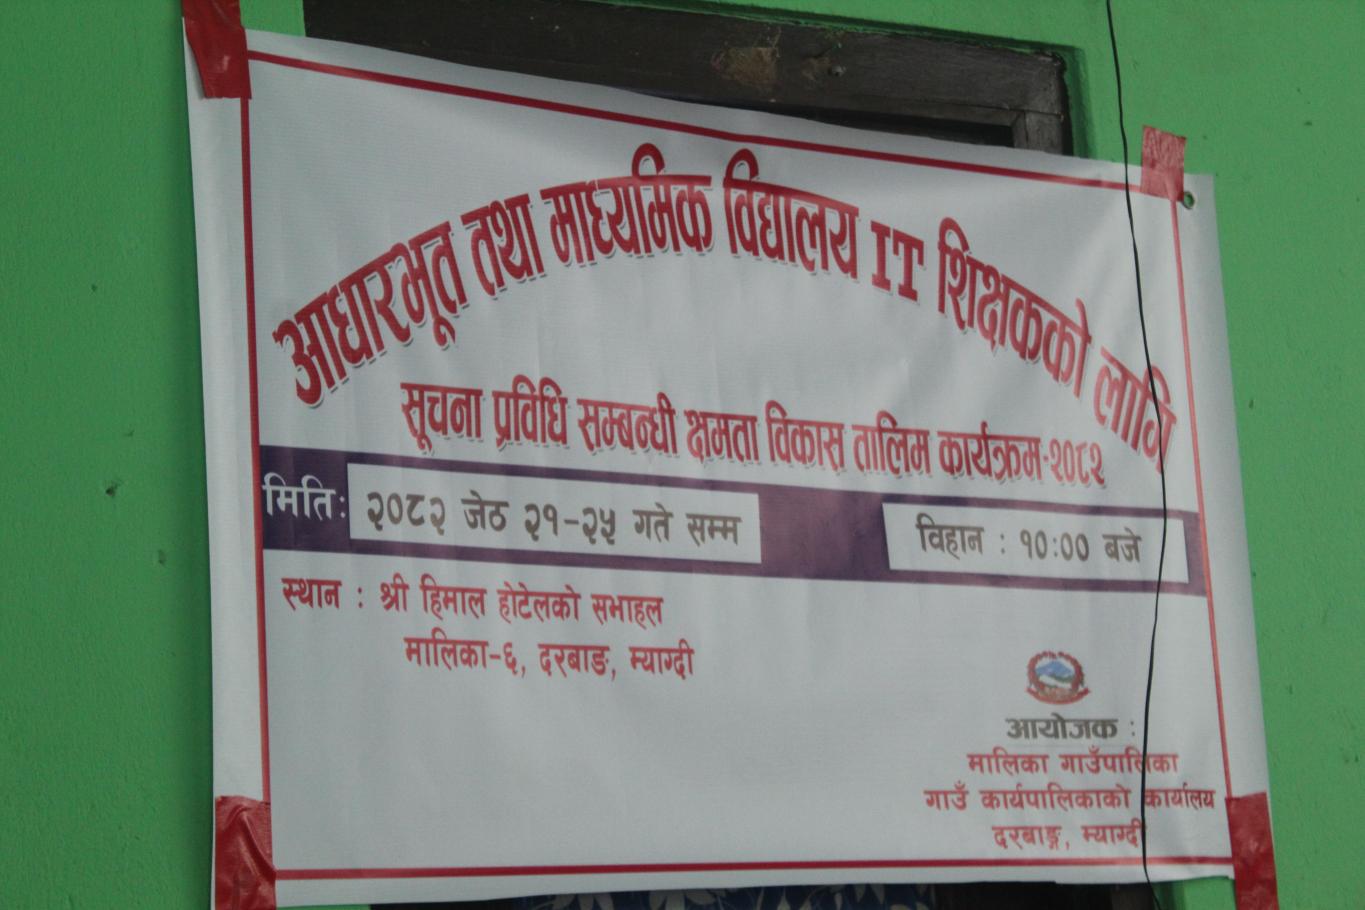 आधारभूत तथा माध्यमिक विद्यालय IT शिक्षकको लागि
सूचना प्रविधि सम्बन्धी क्षमता विकास तालिम कार्यक्रम-२०८२
मितिः २०८२ जेठ २१-२५ गते सम्म विहान : १०:०० बजे
स्थान : श्री हिमाल होटेलको सभाहल
मालिका-६, दरबाङ, म्याग्दी
आयोजक :
मालिका गाउँपालिका
गाउँ कार्यपालिकाको कार्यालय
दरबाङ्ग, म्याग्दी